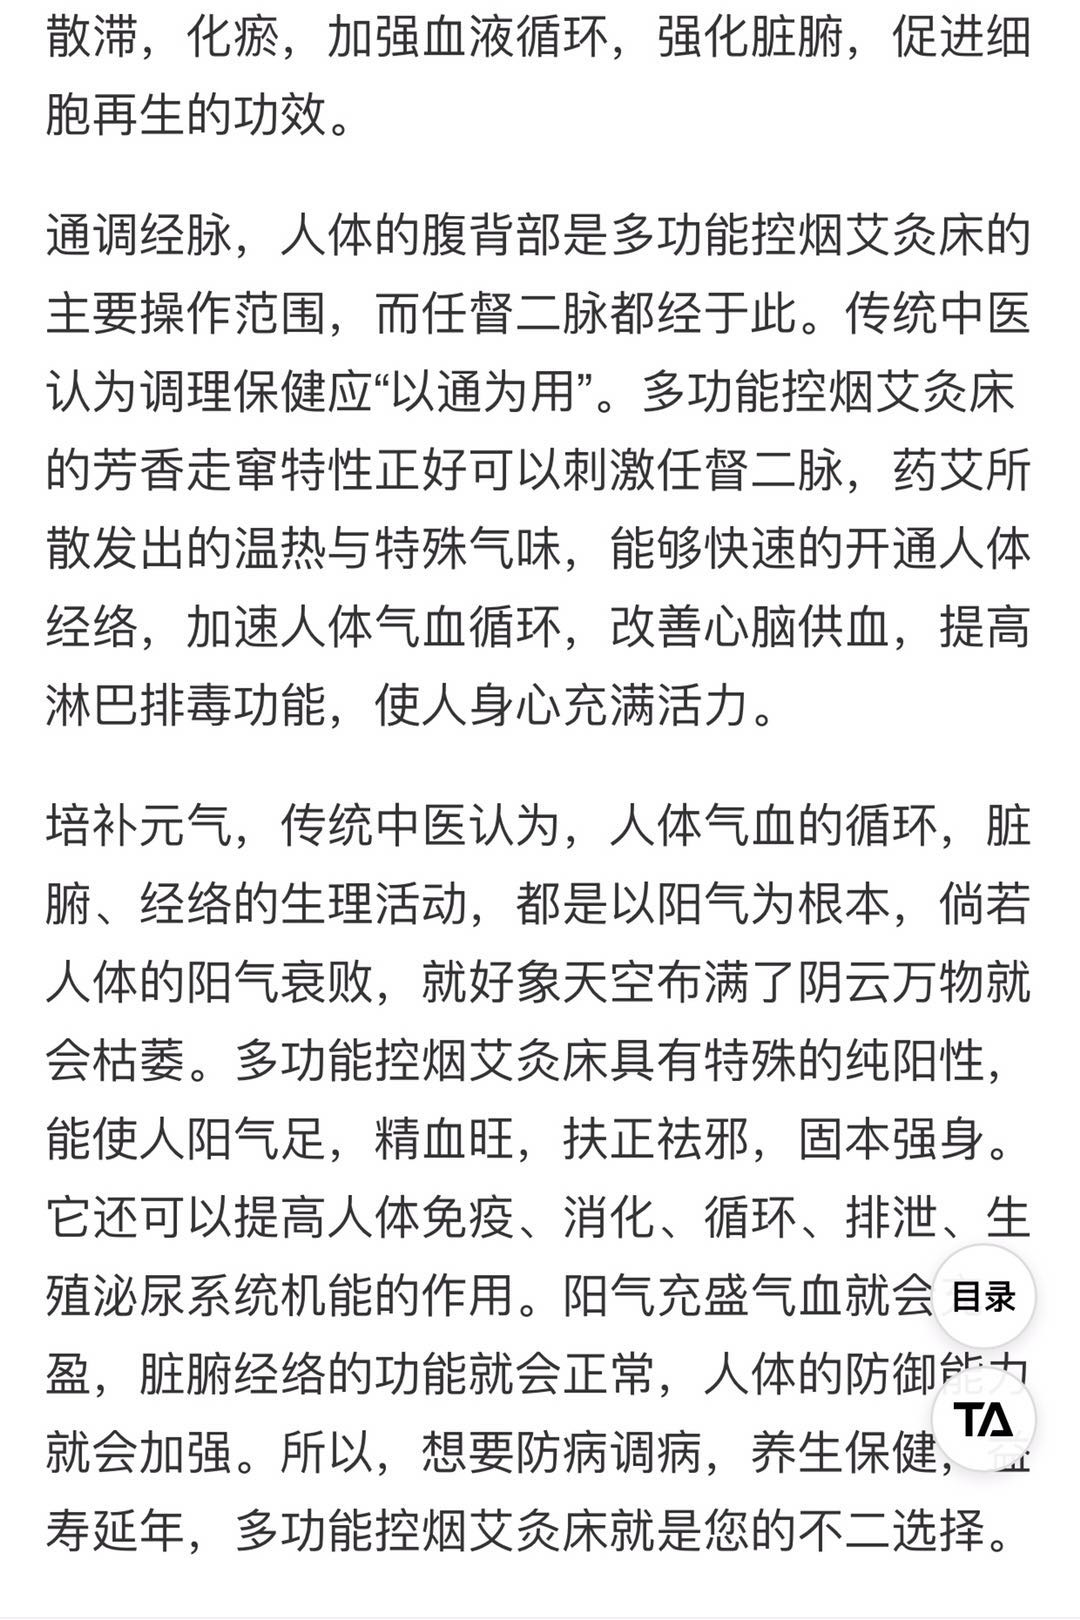 散滞，化瘀，加强血液循环，强化脏腑，促进细
胞再生的功效。
通调经脉，人体的腹背部是多功能控烟艾灸床的
主要操作范围，而任督二脉都经于此。传统中医
认为调理保健应“以通为用”。多功能控烟艾灸床
的芳香走窜特性正好可以刺激任督二脉，药艾所
散发出的温热与特殊气味，能够快速的开通人体
经络，加速人体气血循环，改善心脑供血，提高
淋巴排毒功能，使人身心充满活力。
培补元气，传统中医认为，人体气血的循环，脏
腑、经络的生理活动，都是以阳气为根本，倘若
人体的阳气衰败，就好象天空布满了阴云万物就
会枯萎。多功能控烟艾灸床具有特殊的纯阳性，
能使人阳气足，精血旺，扶正祛邪，固本强身。
它还可以提高人体免疫、消化、循环、排泄、生
殖泌尿系统机能的作用。阳气充盛气血就会
目录
盈，脏腑经络的功能就会正常，人体的防御能力
TA
就会加强。所以，想要防病调病，养生保健，益
寿延年，多功能控烟艾灸床就是您的不二选择。